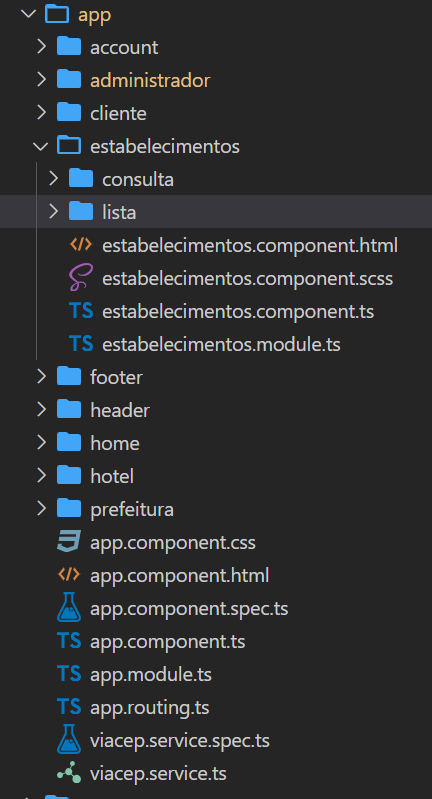 app
account
administrador
cliente
estabelecimentos
consulta
lista
estabelecimentos.component.html
estabelecimentos.component.scss
TS estabelecimentos.component.ts
TS estabelecimentos.module.ts
footer
header
home
hotel
prefeitura
app.component.css
app.component.html
app.component.spec.ts
TS app.component.ts
TS app.module.ts
TS app.routing.ts
viacep.service.spec.ts
viacep.service.ts